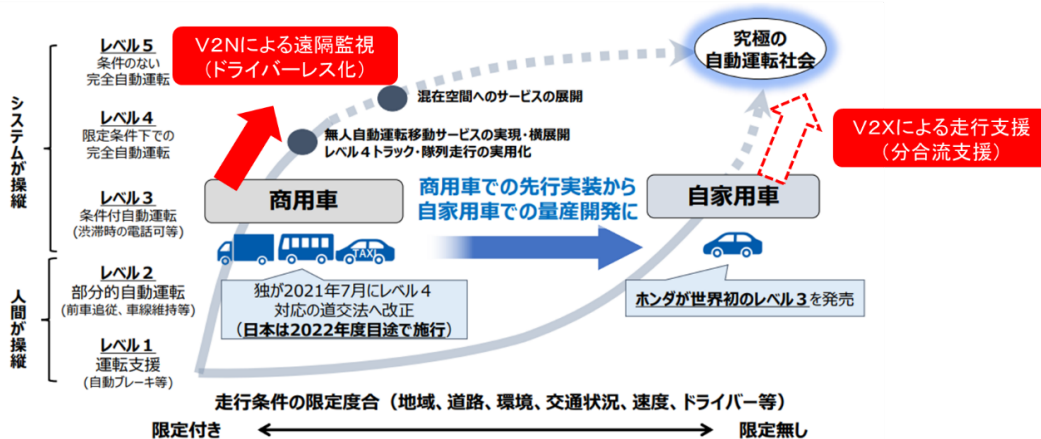 システムが操縦
人間が操縦
レベル5
条件のない
完全自動運転
レベル4
限定条件下での
完全自動運転
レベル3
条件付自動運転
(渋滞時の電話可等)
レベル2
部分的自動運転
(前車追従、車線維持等)
レベル1
運転支援
(自動ブレーキ等)
V2Nによる遠隔監視
(ドライバーレス化)
究極の
自動運転社会
混在空間へのサービスの展開
無人自動運転移動サービスの実現・横展開
レベル4トラック・隊列走行の実用化
V2Xによる走行支援
(分合流支援)
商用車
商用車での先行実装から
自家用車での量産開発に
自家用車
TAXI
独が2021年7月にレベル4
対応の道交法へ改正
(日本は2022年度目途で施行)
ホンダが世界初のレベル3を発売
走行条件の限定度合(地域、道路、環境、交通状況、速度、ドライバー等)
限定付き
限定無し